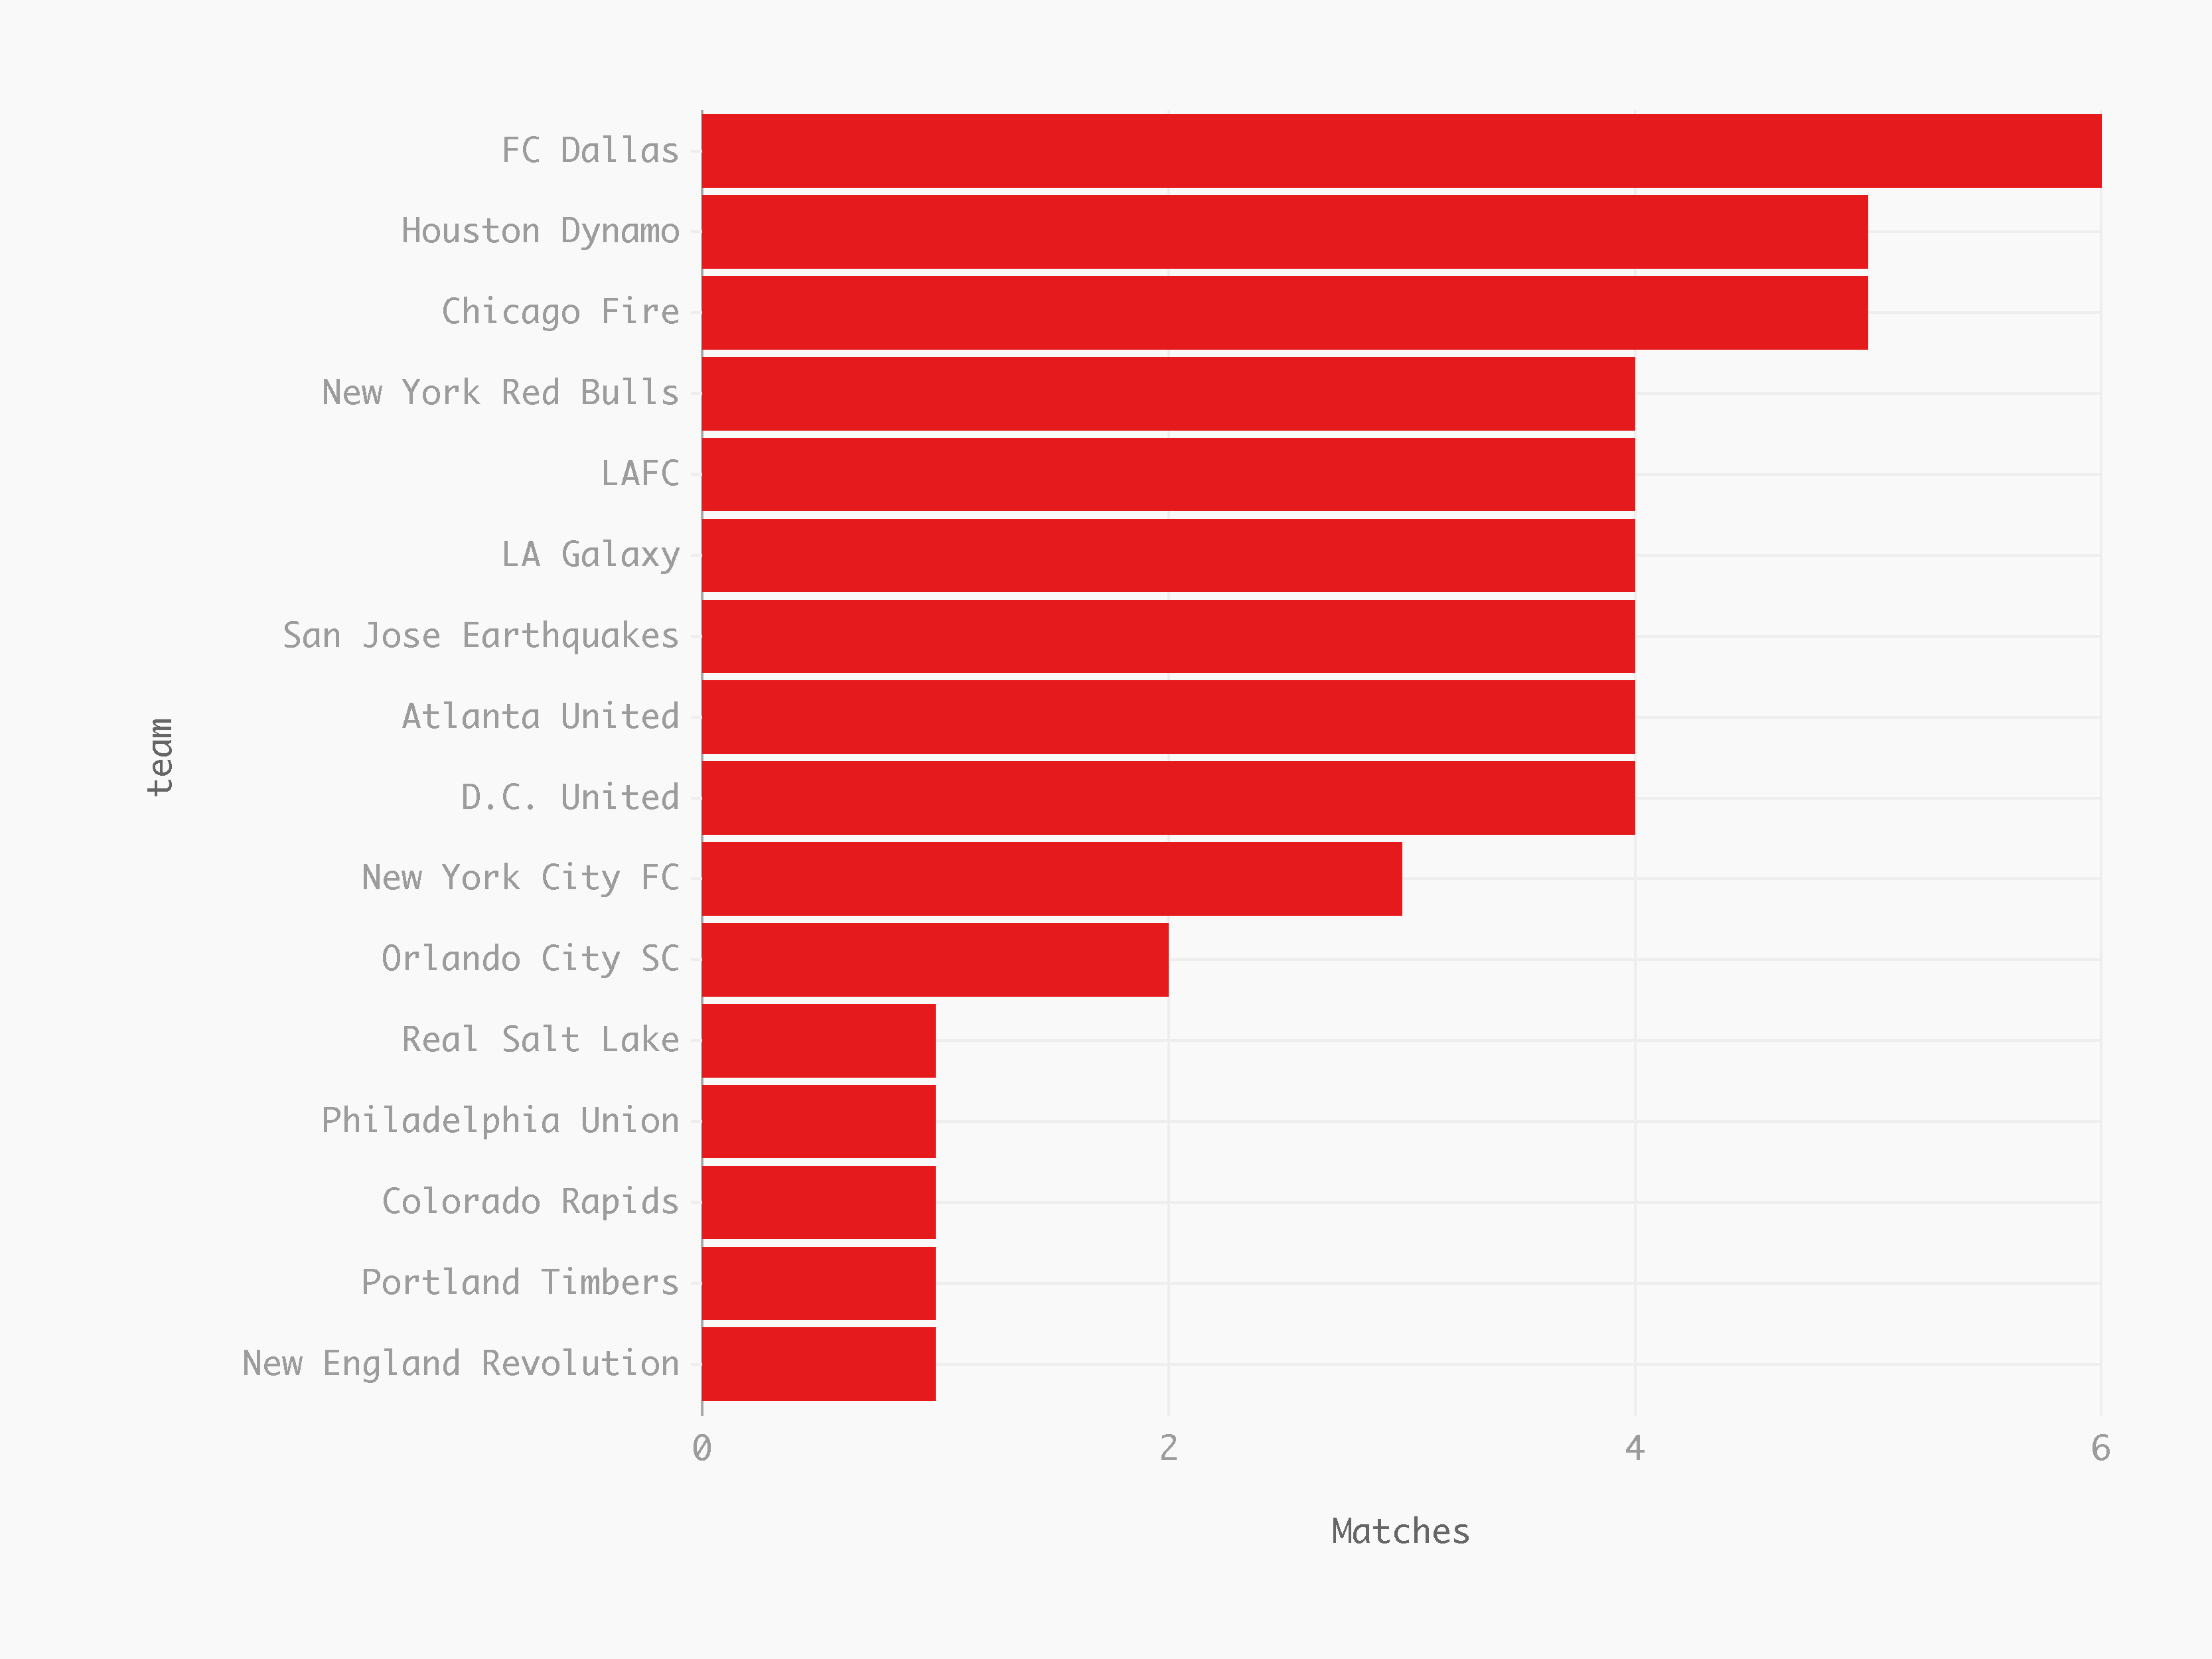 FC Dallas
Houston Dynamo
Chicago Fire
New York Red Bulls
LAFC
LA Galaxy
San Jose Earthquakes
Atlanta United
D.C. United
New York City FC
Orlando City SC
Real Salt Lake
Philadelphia Union
Colorado Rapids
Portland Timbers
New England Revolution
team
0 2 4 6
Matches